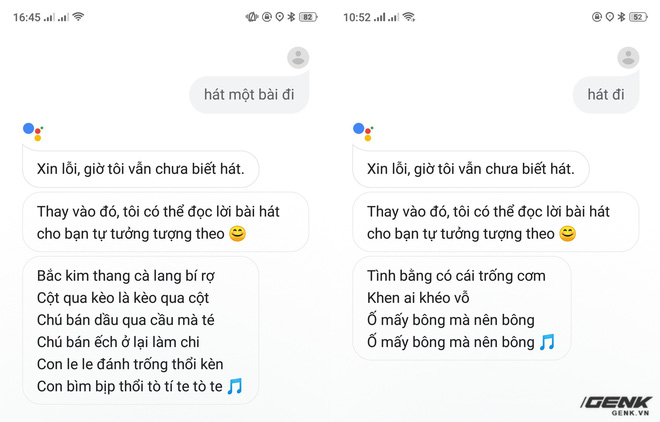 16:45
82
hát một bài đi
Xin lỗi, giờ tôi vẫn chưa biết hát.
Thay vào đó, tôi có thể đọc lời bài hát
cho bạn tự tưởng tượng theo 😊
Bắc kim thang cà lang bí rợ
Cột qua kèo là kèo qua cột
Chú bán dầu qua cầu mà té
Chú bán ếch ở lại làm chi
Con le le đánh trống thổi kèn
Con bìm bịp thổi tò tí te tò te 🎵
10:52
52
hát đi
Xin lỗi, giờ tôi vẫn chưa biết hát.
Thay vào đó, tôi có thể đọc lời bài hát
cho bạn tự tưởng tượng theo 😊
Tình bằng có cái trống cơm
Khen ai khéo vỗ
Ố mấy bông mà nên bông
Ố mấy bông mà nên bông 🎵
GENK
GENK.VN